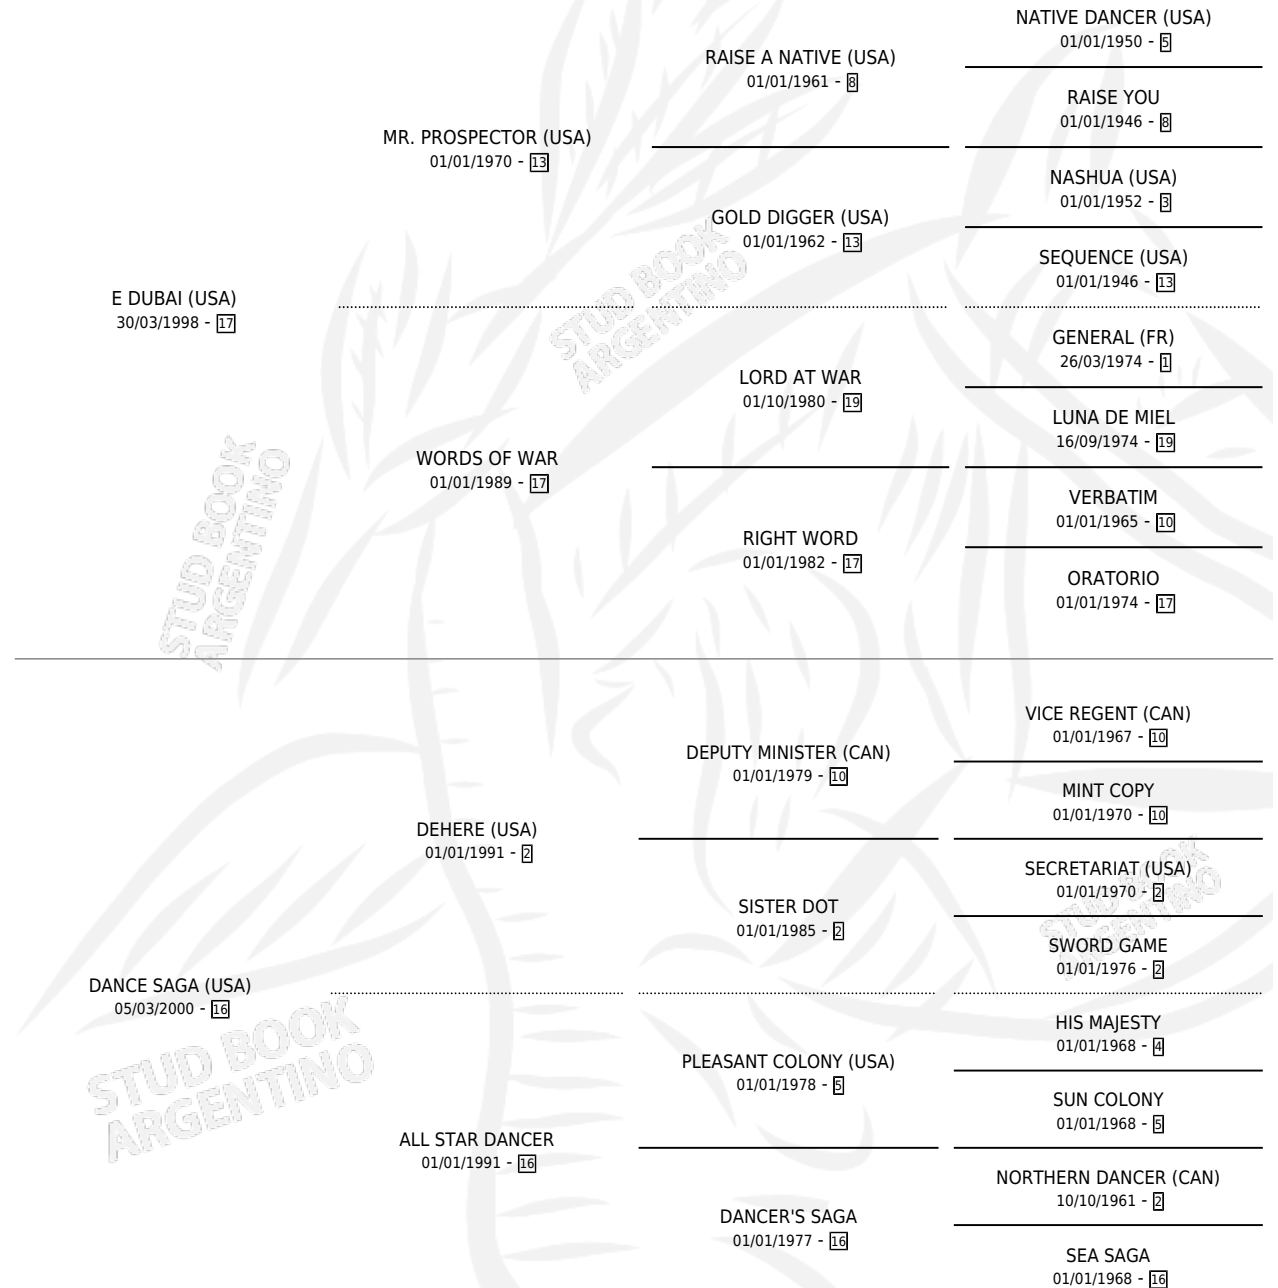 NATIVE DANCER (USA)
01/01/1950 - 5
RAISE A NATIVE (USA)
01/01/1961 - 8
RAISE YOU
01/01/1946 - 8
MR. PROSPECTOR (USA)
01/01/1970 - 13
NASHUA (USA)
01/01/1952 - 3
GOLD DIGGER (USA)
01/01/1962 - 13
SEQUENCE (USA)
01/01/1946 - 13
E DUBAI (USA)
30/03/1998 - 17
STUD BOOK
ARGENTINO
GENERAL (FR)
26/03/1974 - 1
LORD AT WAR
01/10/1980 - 19
LUNA DE MIEL
16/09/1974 - 19
WORDS OF WAR
01/01/1989 - 17
VERBATIM
01/01/1965 - 10
RIGHT WORD
01/01/1982 - 17
ORATORIO
01/01/1974 - 17
STUD BOOK
ARGENTINO
VICE REGENT (CAN)
01/01/1967 - 10
DEPUTY MINISTER (CAN)
01/01/1979 - 10
MINT COPY
01/01/1970 - 10
DEHERE (USA)
01/01/1991 - 2
SECRETARIAT (USA)
01/01/1970 - 2
SISTER DOT
01/01/1985 - 2
STUD BOOK
ARGENTINO
SWORD GAME
01/01/1976 - 2
DANCE SAGA (USA)
05/03/2000 - 16
STUD BOOK
ARGENTINO
HIS MAJESTY
01/01/1968 - 4
PLEASANT COLONY (USA)
01/01/1978 - 5
SUN COLONY
01/01/1968 - 5
ALL STAR DANCER
01/01/1991 - 16
NORTHERN DANCER (CAN)
10/10/1961 - 2
DANCER'S SAGA
01/01/1977 - 16
SEA SAGA
01/01/1968 - 16